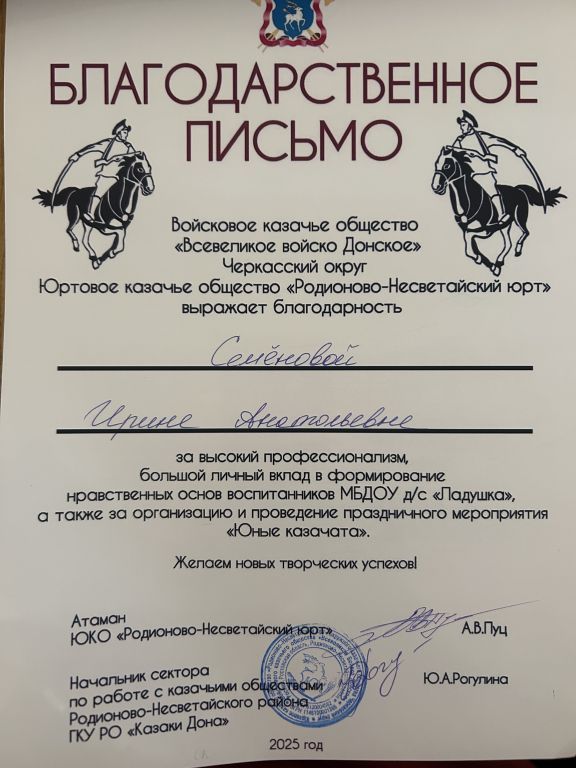 БЛАГОДАРСТВЕННОЕ
ПИСЬМО
Войсковое казачье общество
«Всевеликое войско Донское»
Черкасский округ
Юртовое казачье общество «Родионово-Несветайский юрт»
выражает благодарность
Семёновой
Ирине Анатольевне
за высокий профессионализм,
большой личный вклад в формирование
нравственных основ воспитанников МБДОУ д/с «Ладушка»,
а также за организацию и проведение праздничного мероприятия
«Юные казачата».
Желаем новых творческих успехов!
Атаман
ЮКО «Родионово-Несветайский юрт»
А.В.Пуц
Начальник сектора
по работе с казачьими обществами
Родионово-Несветайского района
ГКУ РО «Казаки Дона»
Ю.А.Рогулина
2025 год